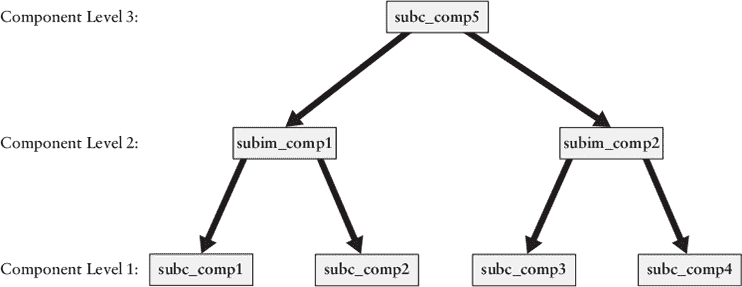 Component Level 3:
subc_comp5
Component Level 2:
subim_comp1
subim_comp2
Component Level 1:
subc_comp1
subc_comp2
subc_comp3
subc_comp4